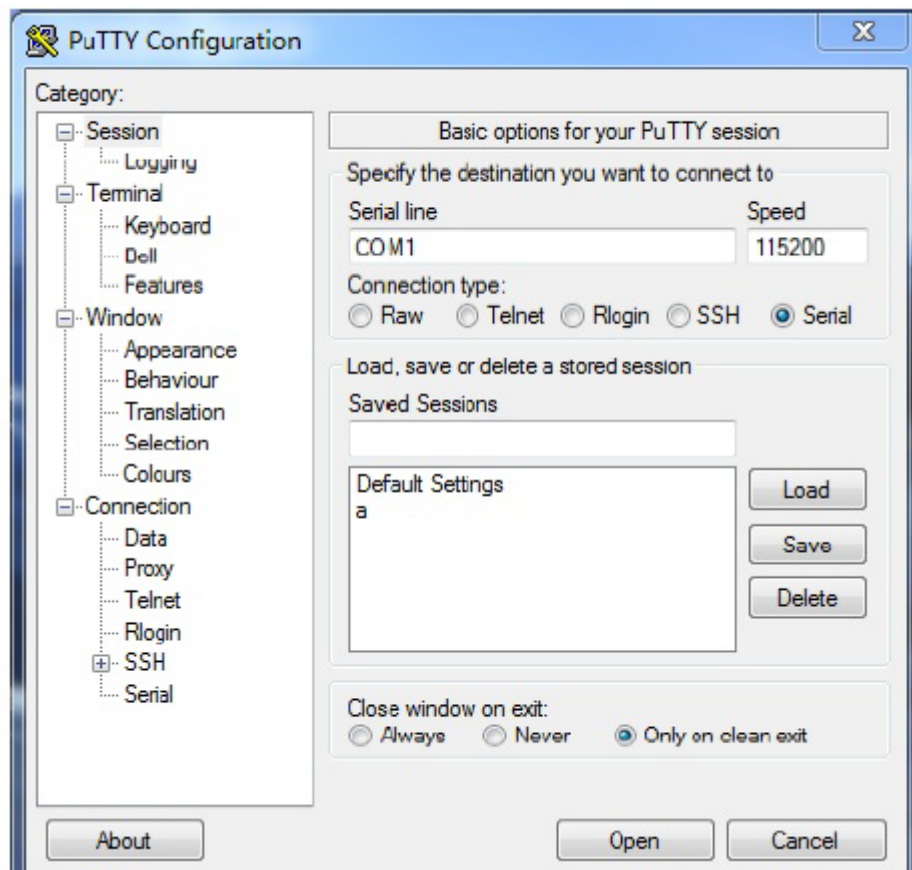 PuTTY Configuration
Category:
Session
Logging
Terminal
Keyboard
Bell
Features
Window
Appearance
Behaviour
Translation
Selection
Colours
Connection
Data
Proxy
Telnet
Rlogin
SSH
Serial
Basic options for your PuTTY session
Specify the destination you want to connect to
Serial line Speed
COM1 115200
Connection type:
Raw Telnet Rlogin SSH Serial
Load, save or delete a stored session
Saved Sessions
Default Settings
a
Load
Save
Delete
Close window on exit:
Always Never Only on clean exit
About Open Cancel